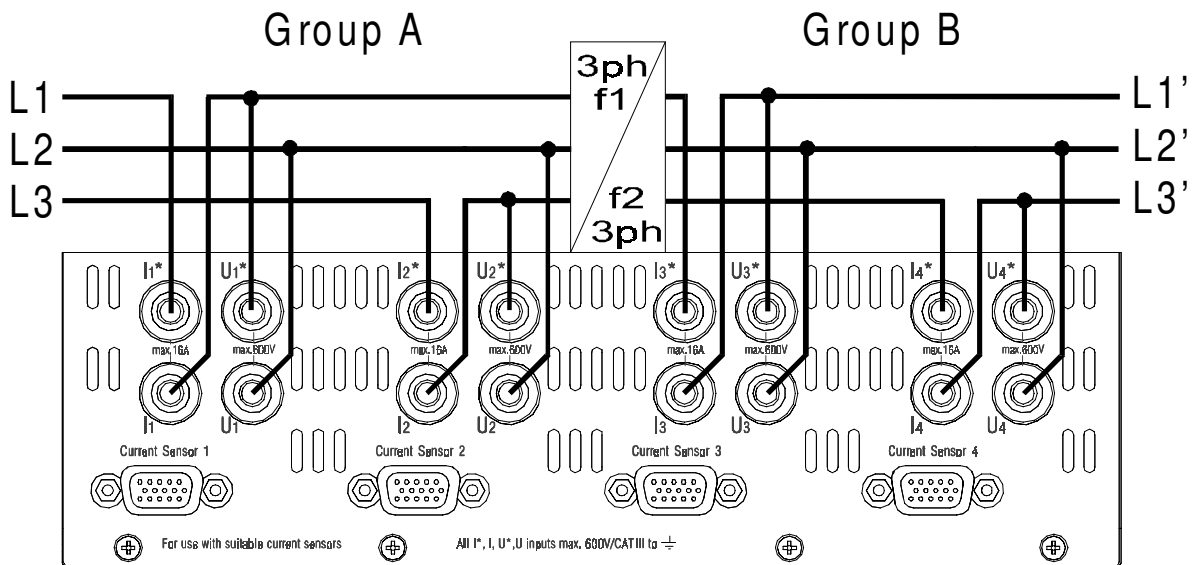 Group A
Group B
3ph
f1
f2
3ph
L1
L2
L3
L1’
L2’
L3’
I1*
U1*
I2*
U2*
I3*
U3*
I4*
U4*
max.16A
max.600V
max.16A
max.600V
max.16A
max.600V
max.16A
max.600V
I1
U1
I2
U2
I3
U3
I4
U4
Current Sensor 1
Current Sensor 2
Current Sensor 3
Current Sensor 4
For use with suitable current sensors
All I*, I, U*,U inputs max. 600V/CAT III to ⏚